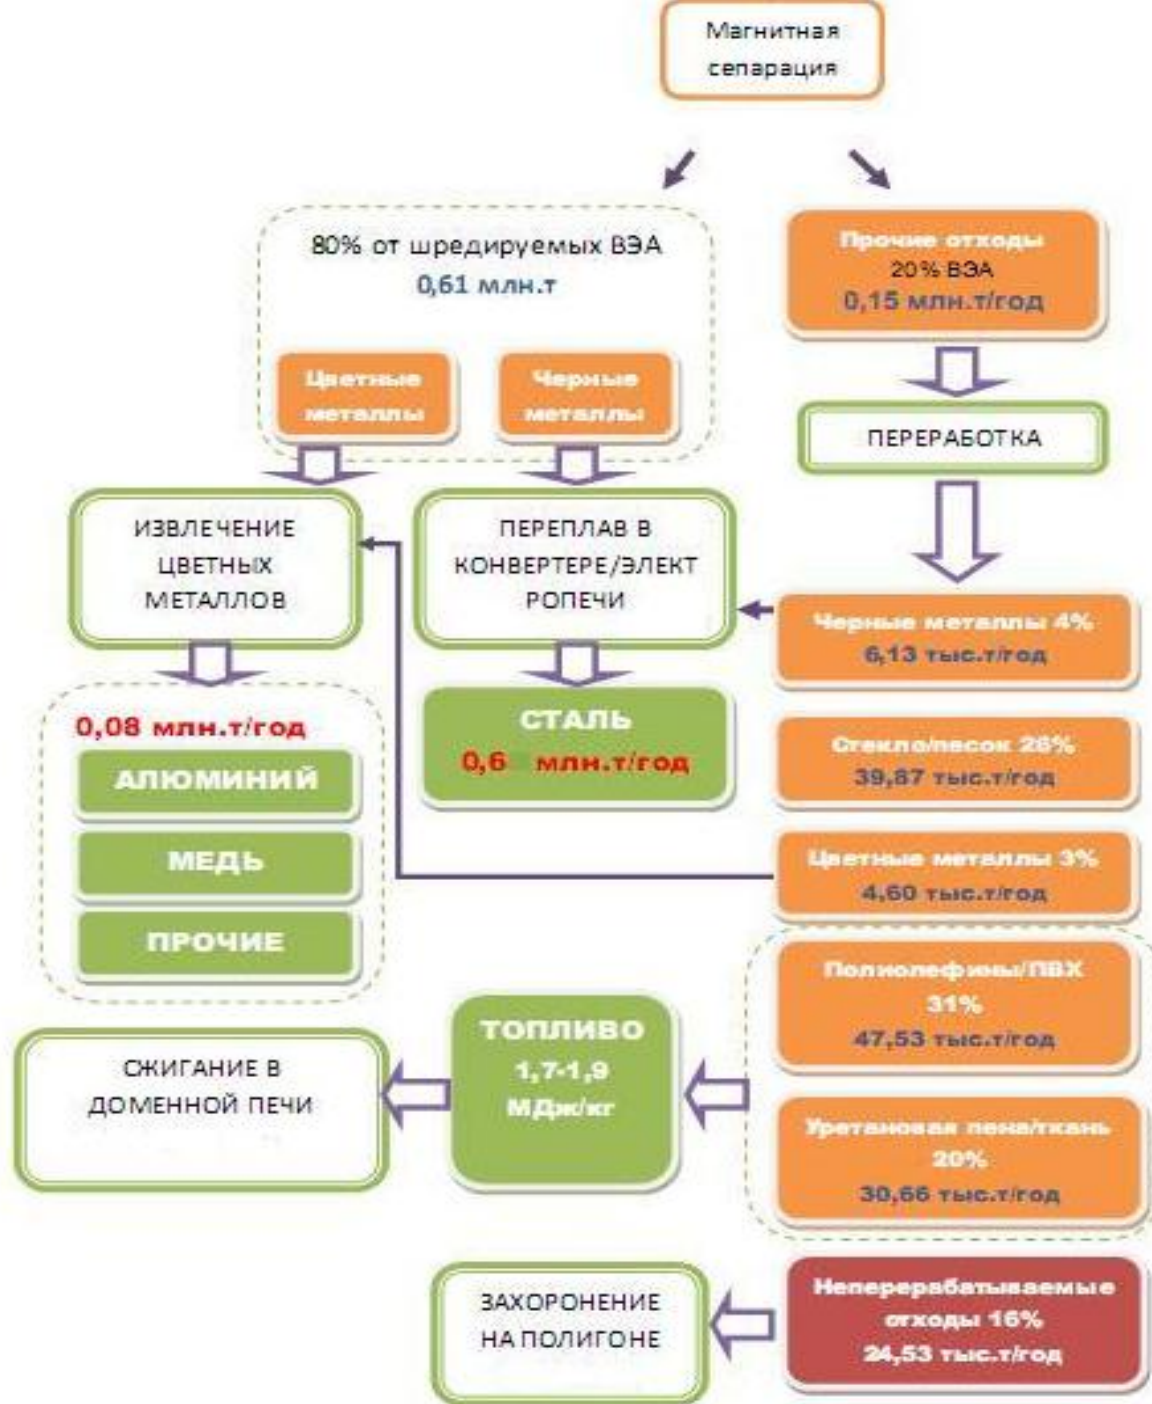 Магнитная
сепарация
80% от шредируемых ВЭА
0,61 млн.т
Цветные
металлы
Черные
металлы
Прочие отходы
20% ВЭА
0,15 млн.т/год
ПЕРЕРАБОТКА
ИЗВЛЕЧЕНИЕ
ЦВЕТНЫХ
МЕТАЛЛОВ
ПЕРЕПЛАВ В
КОНВЕРТЕРЕ/ЭЛЕКТ
РОПЕЧИ
Черные металлы 4%
6,13 тыс.т/год
0,08 млн.т/год
АЛЮМИНИЙ
МЕДЬ
ПРОЧИЕ
СТАЛЬ
0,6 млн.т/год
Стекло/песок 26%
39,87 тыс.т/год
Цветные металлы 3%
4,60 тыс.т/год
Полиолефины/ПВХ
31%
47,53 тыс.т/год
Уретановая пена/ткань
20%
30,66 тыс.т/год
ТОПЛИВО
1,7-1,9
МДж/кг
СЖИГАНИЕ В
ДОМЕННОЙ ПЕЧИ
Неперерабатываемые
отходы 16%
24,53 тыс.т/год
ЗАХОРОНЕНИЕ
НА ПОЛИГОНЕ